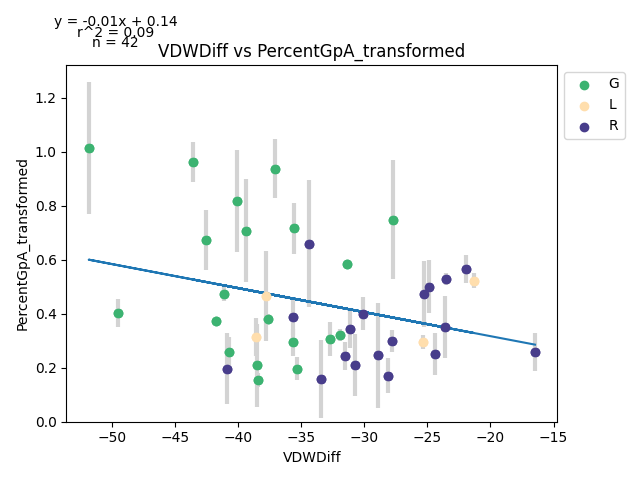 y = -0.01x + 0.14
r^2 = 0.09
n = 42
VDWDiff vs PercentGpA_transformed
G
L
R
PercentGpA_transformed
1.2
1.0
0.8
0.6
0.4
0.2
0.0
−50 −45 −40 −35 −30 −25 −20 −15
VDWDiff